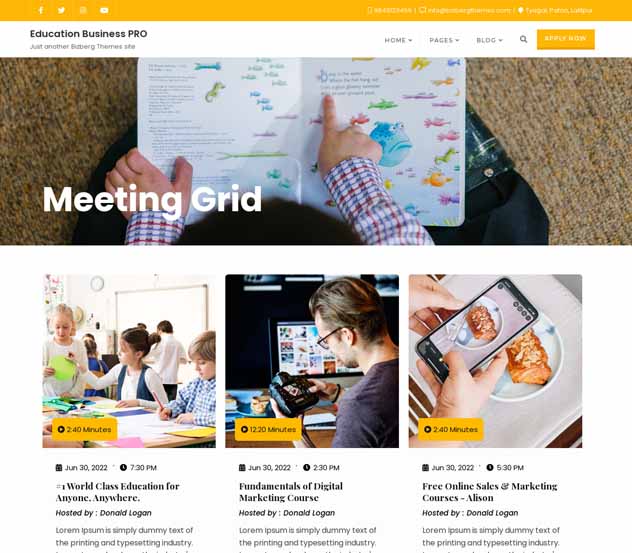 info@bizbergthemes.com | Tyagal, Patan, Lalitpur
Education Business PRO
Just another Bizberg Themes site
HOME PAGES BLOG APPLY NOW
Meeting Grid
2:40 Minutes
12:20 Minutes
2:40 Minutes
Jun 30, 2022 7:30 PM
#1 World Class Education for
Anyone, Anywhere.
Hosted by : Donald Logan
Lorem Ipsum is simply dummy text of
the printing and typesetting industry.
Jun 30, 2022 2:30 PM
Fundamentals of Digital
Marketing Course
Hosted by : Donald Logan
Lorem Ipsum is simply dummy text of
the printing and typesetting industry.
Jun 30, 2022 5:30 PM
Free Online Sales & Marketing
Courses - Alison
Hosted by : Donald Logan
Lorem Ipsum is simply dummy text of
the printing and typesetting industry.